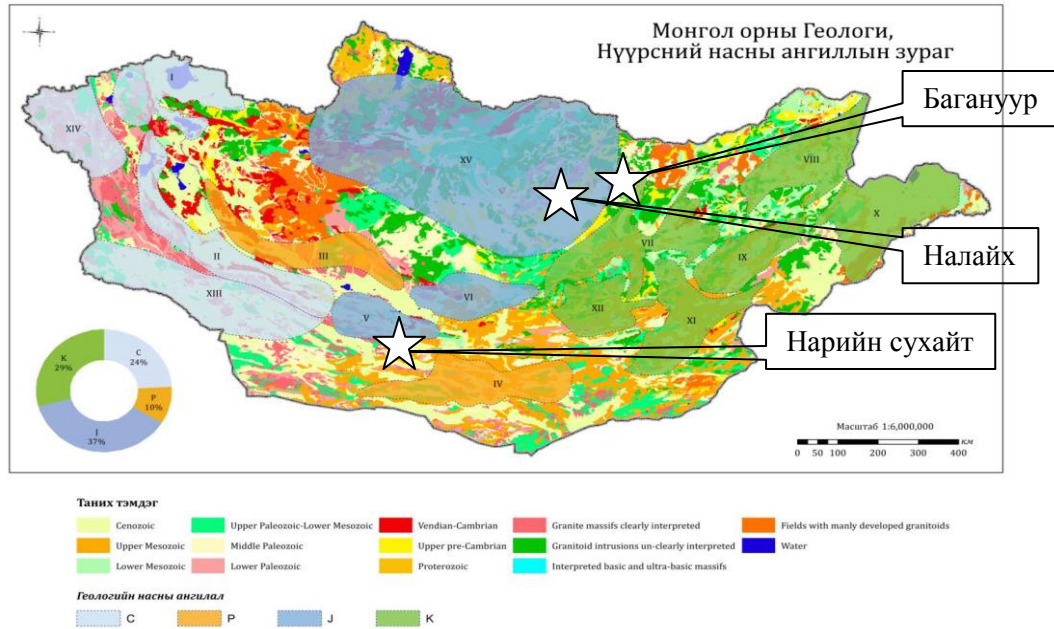 Монгол орны Геологи,
Нүүрсний насны ангиллын зураг
Багануур
Налайх
Нарийн сухайт
I
XIV
XV
VIII
X
VII
IX
II
III
XIII
VI
V
XII
XI
IV
K
29%
C
24%
P
10%
J
37%
Масштаб 1:6,000,000
0 50 100 200 300 400 КМ
Таних тэмдэг
Cenozoic
Upper Paleozoic-Lower Mesozoic
Vendian-Cambrian
Granite massifs clearly interpreted
Fields with manly developed granitoids
Upper Mesozoic
Middle Paleozoic
Upper pre-Cambrian
Granitoid intrusions un-clearly interpreted
Water
Lower Mesozoic
Lower Paleozoic
Proterozoic
Interpreted basic and ultra-basic massifs
Геологийн насны ангилал
C
P
J
K